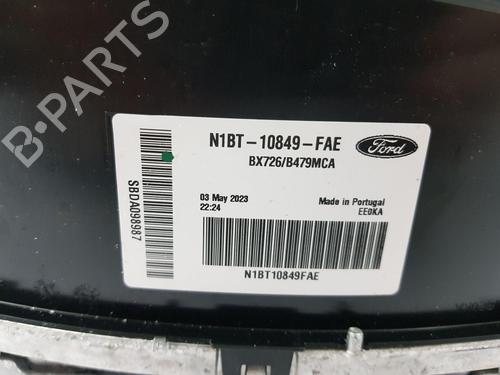 N1BT-10849-FAE
Ford
BX726/B479MCA
03 May 2023
22:24
Made in Portugal
EE0KA
SBDA098987
N1BT10849FAE
B-PARTS